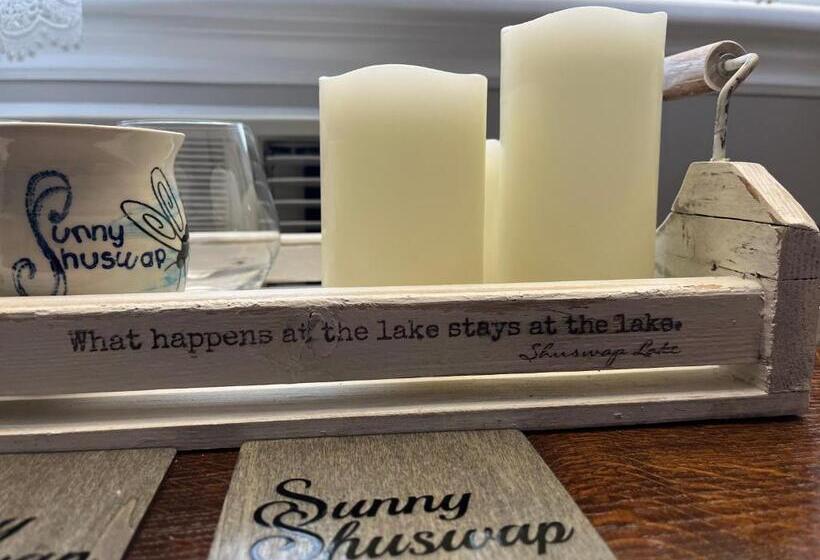 Sunny
Shuswap
What happens at the lake stays at the lake.
Shuswap Lake
Sunny
Shuswap